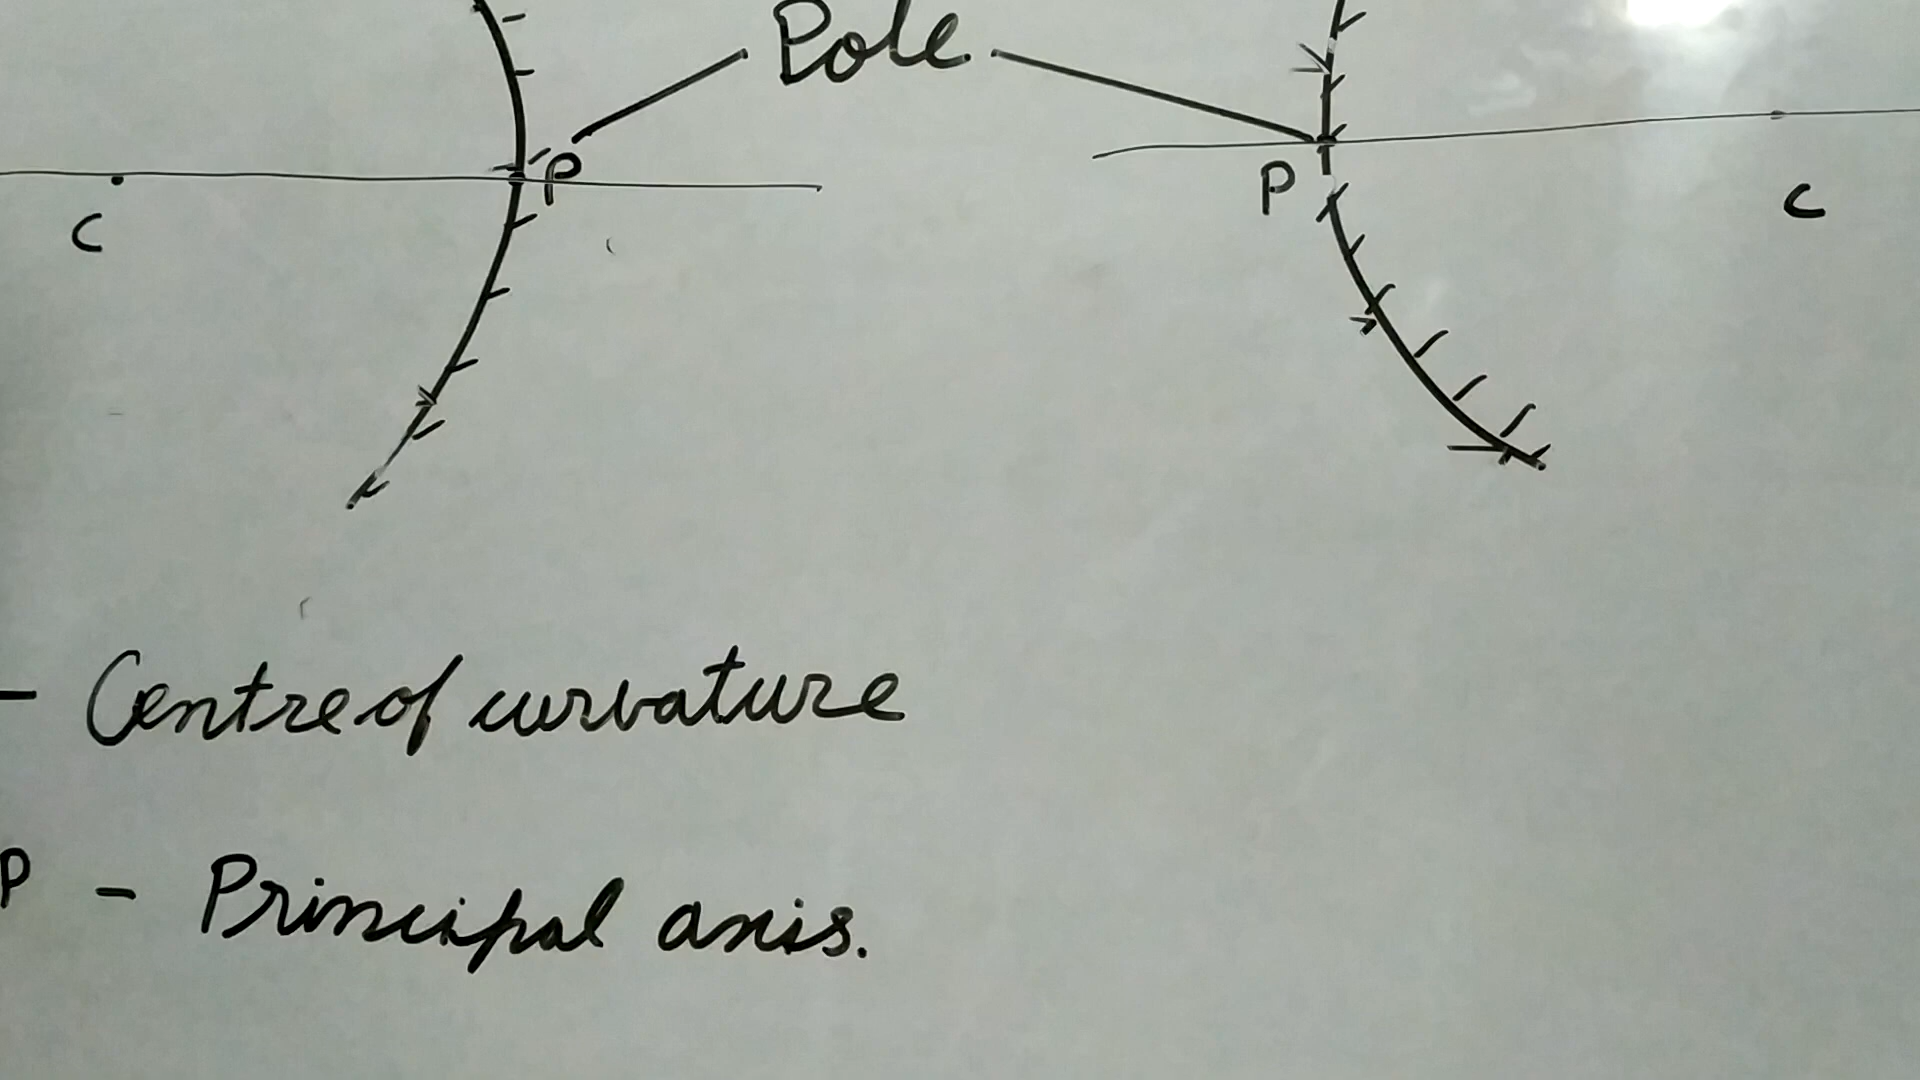 Pole
P
C
P
C
- Centre of curvature
P - Principal axis.